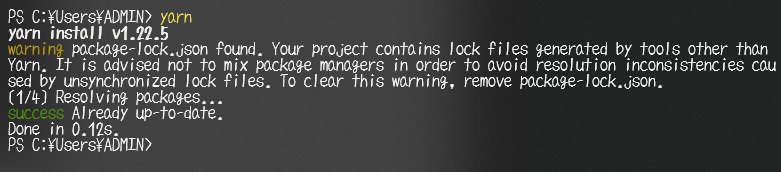 PS C:¥Users¥ADMIN> yarn
yarn install v1.22.5
warning package-lock.json found. Your project contains lock files generated by tools other than
Yarn. It is advised not to mix package managers in order to avoid resolution inconsistencies cau
sed by unsynchronized lock files. To clear this warning, remove package-lock.json.
[1/4] Resolving packages...
success Already up-to-date.
Done in 0.12s.
PS C:¥Users¥ADMIN>